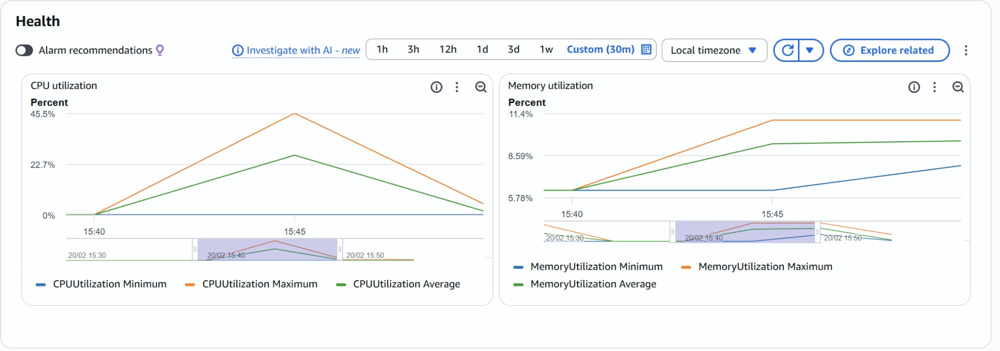 Health
Alarm recommendations
Investigate with AI - new
1h 3h 12h 1d 3d 1w Custom (30m)
Local timezone
Explore related
CPU utilization
Percent
45.5%
22.7%
0%
15:40 15:45
20/02 15:30 20/02 15:40 20/02 15:50
CPUUtilization Minimum CPUUtilization Maximum CPUUtilization Average
Memory utilization
Percent
11.4%
8.59%
5.78%
15:40 15:45
20/02 15:30 20/02 15:40 20/02 15:50
MemoryUtilization Minimum MemoryUtilization Maximum
MemoryUtilization Average